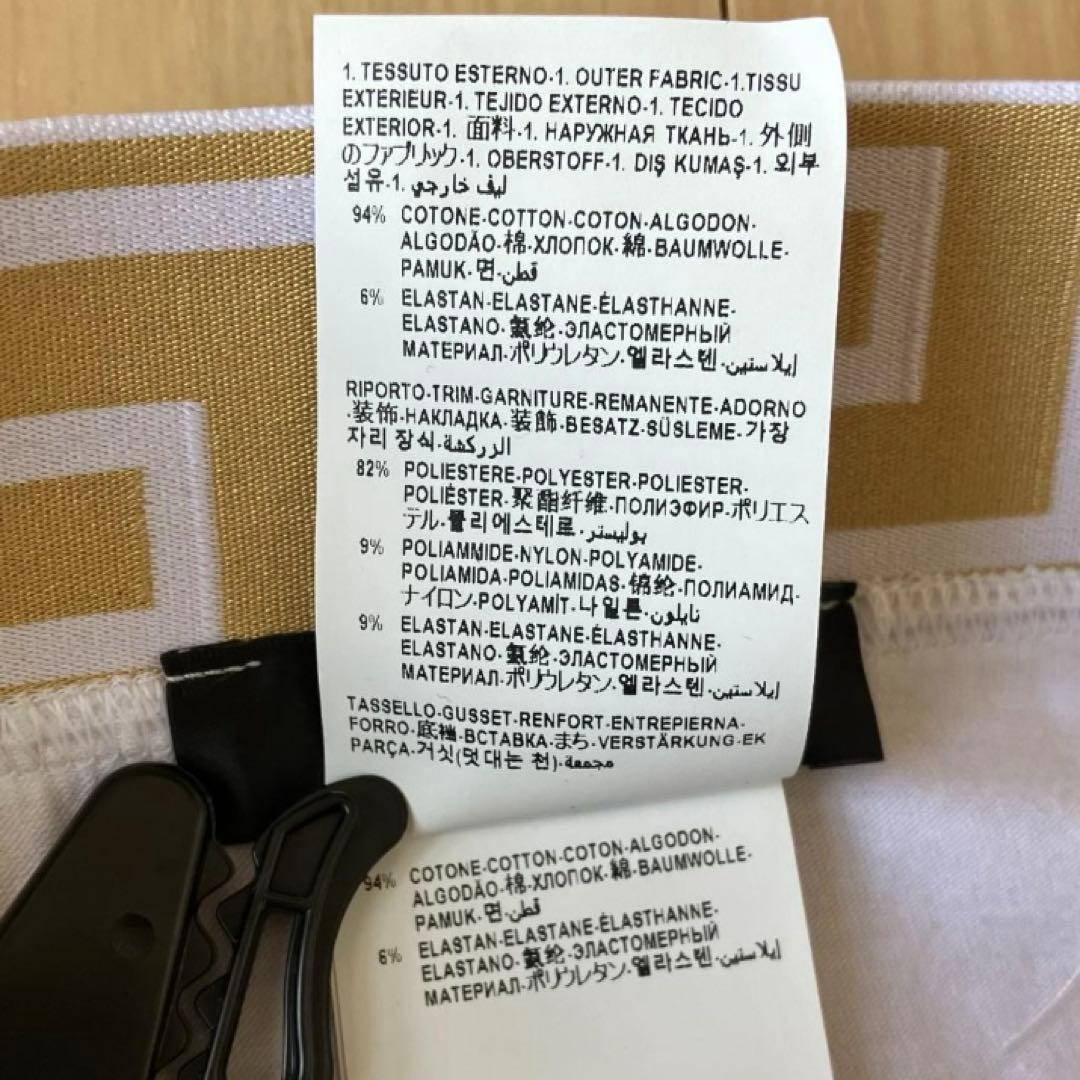 1. TESSUTO ESTERNO-1. OUTER FABRIC-1.TISSU
EXTERIEUR-1. TEJIDO EXTERNO-1. TECIDO
EXTERIOR-1. 面料-1. НАРУЖНАЯ ТКАНЬ-1. 外側
のファブリック-1. OBERSTOFF-1. DIŞ KUMAŞ-1. 외부
섬유-1. ليف خارجي
94% COTONE-COTTON-COTON-ALGODON-
ALGODÃO-棉-ХЛОПОК-綿-BAUMWOLLE-
PAMUK-면-قطن
6% ELASTAN-ELASTANE-ÉLASTHANNE-
ELASTANO-氨纶-ЭЛАСТОМЕРНЫЙ
МАТЕРИАЛ-ポリウレタン-엘라스텐-إيلاستين
RIPORTO-TRIM-GARNITURE-REMANENTE-ADORNO
-装饰-НАКЛАДКА-装飾-BESATZ-SÜSLEME-가장
자리 장식-الزركشة
82% POLIESTERE-POLYESTER-POLIESTER-
POLIÉSTER-聚酯纤维-ПОЛИЭФИР-ポリエス
テル-폴리에스테르-بوليستر
9% POLIAMMIDE-NYLON-POLYAMIDE-
POLIAMIDA-POLIAMIDAS-锦纶-ПОЛИАМИД-
ナイロン-POLYAMİT-나일론-نايلون
9% ELASTAN-ELASTANE-ÉLASTHANNE-
ELASTANO-氨纶-ЭЛАСТОМЕРНЫЙ
МАТЕРИАЛ-ポリウレタン-엘라스텐-إيلاستين
TASSELLO-GUSSET-RENFORT-ENTREPIERNA-
FORRO-底裆-ВСТАВКА-まち-VERSTÄRKUNG-EK
PARÇA-거싯(덧대는 천)-مجمعة
94% COTONE-COTTON-COTON-ALGODON-
ALGODÃO-棉-ХЛОПОК-綿-BAUMWOLLE-
PAMUK-면-قطن
6% ELASTAN-ELASTANE-ÉLASTHANNE-
ELASTANO-氨纶-ЭЛАСТОМЕРНЫЙ
МАТЕРИАЛ-ポリウレタン-엘라스텐-إيلاستين